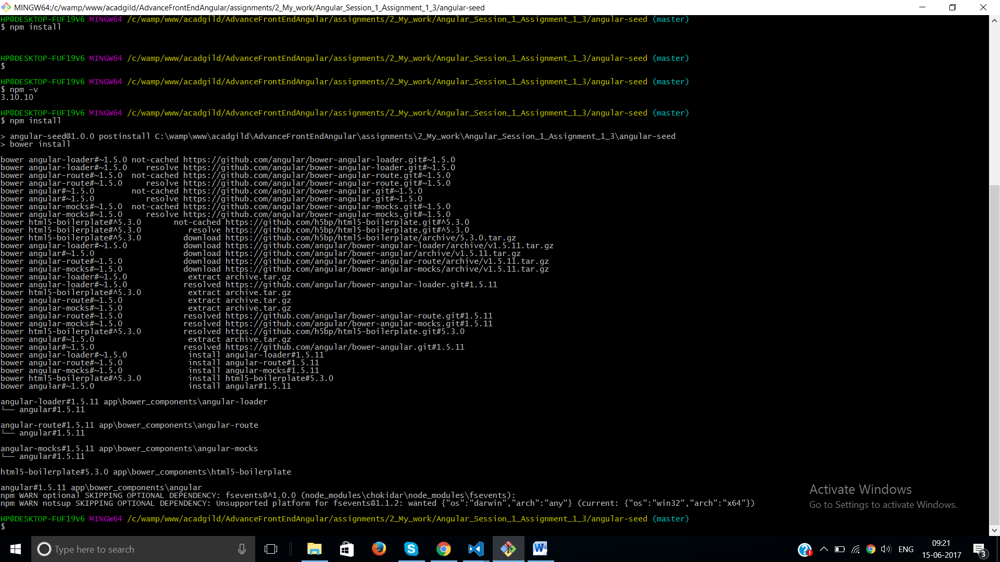 MINGW64:/c/wamp/www/acadgild/AdvanceFrontEndAngular/assignments/2_My_work/Angular_Session_1_Assignment_1_3/angular-seed
HP@DESKTOP-FUF19V6 MINGW64 /c/wamp/www/acadgild/AdvanceFrontEndAngular/assignments/2_My_work/Angular_Session_1_Assignment_1_3/angular-seed (master)
$ npm install
HP@DESKTOP-FUF19V6 MINGW64 /c/wamp/www/acadgild/AdvanceFrontEndAngular/assignments/2_My_work/Angular_Session_1_Assignment_1_3/angular-seed (master)
$
HP@DESKTOP-FUF19V6 MINGW64 /c/wamp/www/acadgild/AdvanceFrontEndAngular/assignments/2_My_work/Angular_Session_1_Assignment_1_3/angular-seed (master)
$ npm -v
3.10.10
HP@DESKTOP-FUF19V6 MINGW64 /c/wamp/www/acadgild/AdvanceFrontEndAngular/assignments/2_My_work/Angular_Session_1_Assignment_1_3/angular-seed (master)
$ npm install
> angular-seed@1.0.0 postinstall C:\wamp\www\acadgild\AdvanceFrontEndAngular\assignments\2_My_work\Angular_Session_1_Assignment_1_3\angular-seed
> bower install
bower angular-loader#~1.5.0 not-cached https://github.com/angular/bower-angular-loader.git#~1.5.0
bower angular-loader#~1.5.0    resolve https://github.com/angular/bower-angular-loader.git#~1.5.0
bower angular-route#~1.5.0  not-cached https://github.com/angular/bower-angular-route.git#~1.5.0
bower angular-route#~1.5.0     resolve https://github.com/angular/bower-angular-route.git#~1.5.0
bower angular#~1.5.0        not-cached https://github.com/angular/bower-angular.git#~1.5.0
bower angular#~1.5.0           resolve https://github.com/angular/bower-angular.git#~1.5.0
bower angular-mocks#~1.5.0  not-cached https://github.com/angular/bower-angular-mocks.git#~1.5.0
bower angular-mocks#~1.5.0     resolve https://github.com/angular/bower-angular-mocks.git#~1.5.0
bower html5-boilerplate#^5.3.0       not-cached https://github.com/h5bp/html5-boilerplate.git#^5.3.0
bower html5-boilerplate#^5.3.0          resolve https://github.com/h5bp/html5-boilerplate.git#^5.3.0
bower html5-boilerplate#^5.3.0         download https://github.com/h5bp/html5-boilerplate/archive/5.3.0.tar.gz
bower angular-loader#~1.5.0            download https://github.com/angular/bower-angular-loader/archive/v1.5.11.tar.gz
bower angular#~1.5.0                   download https://github.com/angular/bower-angular/archive/v1.5.11.tar.gz
bower angular-route#~1.5.0             download https://github.com/angular/bower-angular-route/archive/v1.5.11.tar.gz
bower angular-mocks#~1.5.0             download https://github.com/angular/bower-angular-mocks/archive/v1.5.11.tar.gz
bower angular-loader#~1.5.0             extract archive.tar.gz
bower angular-loader#~1.5.0            resolved https://github.com/angular/bower-angular-loader.git#1.5.11
bower html5-boilerplate#^5.3.0          extract archive.tar.gz
bower angular-route#~1.5.0              extract archive.tar.gz
bower angular-mocks#~1.5.0              extract archive.tar.gz
bower angular-route#~1.5.0             resolved https://github.com/angular/bower-angular-route.git#1.5.11
bower angular-mocks#~1.5.0             resolved https://github.com/angular/bower-angular-mocks.git#1.5.11
bower html5-boilerplate#^5.3.0         resolved https://github.com/h5bp/html5-boilerplate.git#5.3.0
bower angular#~1.5.0                    extract archive.tar.gz
bower angular#~1.5.0                   resolved https://github.com/angular/bower-angular.git#1.5.11
bower angular-loader#~1.5.0             install angular-loader#1.5.11
bower angular-route#~1.5.0              install angular-route#1.5.11
bower angular-mocks#~1.5.0              install angular-mocks#1.5.11
bower html5-boilerplate#^5.3.0          install html5-boilerplate#5.3.0
bower angular#~1.5.0                    install angular#1.5.11
angular-loader#1.5.11 app\bower_components\angular-loader
└── angular#1.5.11
angular-route#1.5.11 app\bower_components\angular-route
└── angular#1.5.11
angular-mocks#1.5.11 app\bower_components\angular-mocks
└── angular#1.5.11
html5-boilerplate#5.3.0 app\bower_components\html5-boilerplate
angular#1.5.11 app\bower_components\angular
npm WARN optional SKIPPING OPTIONAL DEPENDENCY: fsevents@^1.0.0 (node_modules\chokidar\node_modules\fsevents):
npm WARN notsup SKIPPING OPTIONAL DEPENDENCY: Unsupported platform for fsevents@1.1.2: wanted {"os":"darwin","arch":"any"} (current: {"os":"win32","arch":"x64"})
HP@DESKTOP-FUF19V6 MINGW64 /c/wamp/www/acadgild/AdvanceFrontEndAngular/assignments/2_My_work/Angular_Session_1_Assignment_1_3/angular-seed (master)
$
Activate Windows
Go to Settings to activate Windows.
Type here to search
ENG
09:21
15-06-2017
3